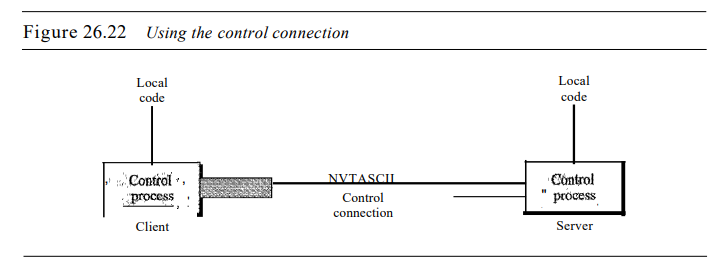 Figure 26.22 Using the control connection
Local
code
Local
code
Control
process
NVTASCII
Control
connection
Control
process
Client
Server